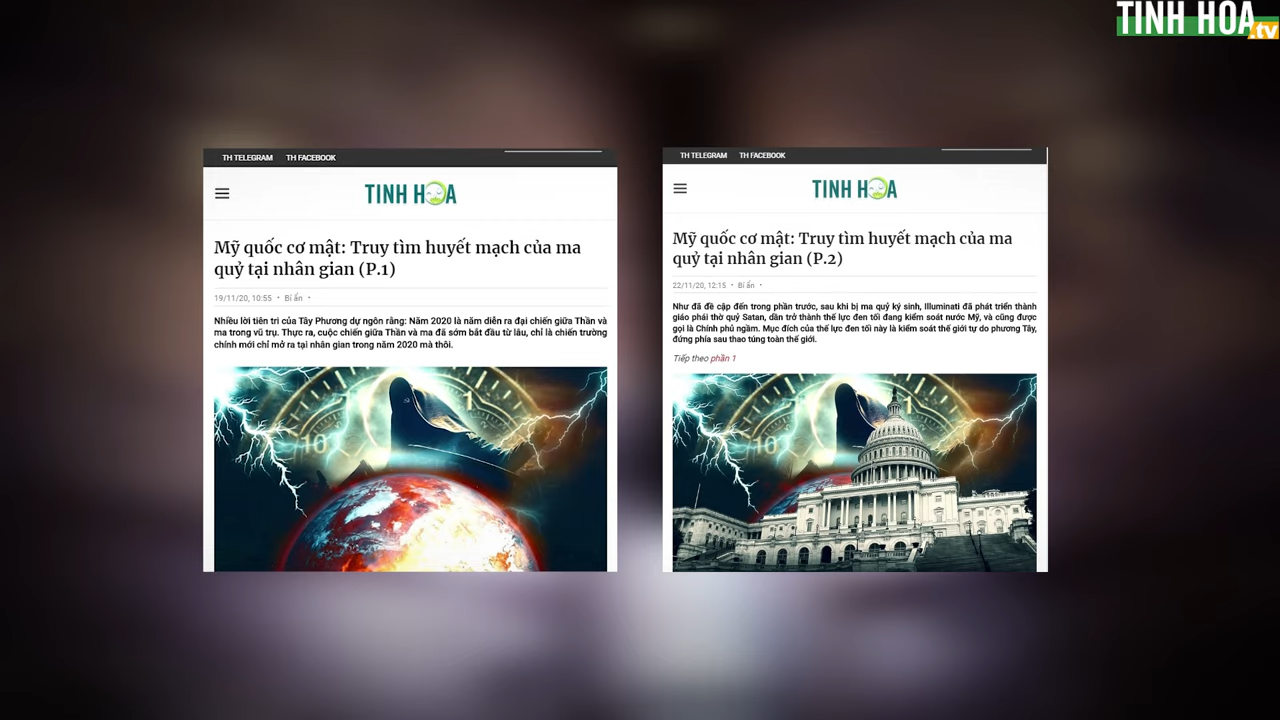 TINH HOA
.tv
TH TELEGRAM TH FACEBOOK
TINH HOA
Mỹ quốc cơ mật: Truy tìm huyết mạch của ma
quỷ tại nhân gian (P.1)
19/11/20, 10:55 • Bí ẩn •
Nhiều lời tiên tri của Tây Phương dự ngôn rằng: Năm 2020 là năm diễn ra đại chiến giữa Thần và
ma trong vũ trụ. Thực ra, cuộc chiến giữa Thần và ma đã sớm bắt đầu từ lâu, chỉ là chiến trường
chính mới chỉ mở ra tại nhân gian trong năm 2020 mà thôi.
10
TH TELEGRAM TH FACEBOOK
TINH HOA
Mỹ quốc cơ mật: Truy tìm huyết mạch của ma
quỷ tại nhân gian (P.2)
22/11/20, 12:15 • Bí ẩn •
Như đã đề cập đến trong phần trước, sau khi bị ma quỷ ký sinh, Illuminati đã phát triển thành
giáo phái thờ quỷ Satan, dần trở thành thế lực đen tối đang kiểm soát nước Mỹ, và cũng được
gọi là Chính phủ ngầm. Mục đích của thế lực đen tối này là kiểm soát thế giới tự do phương Tây,
đứng phía sau thao túng toàn thế giới.
Tiếp theo phần 1
10